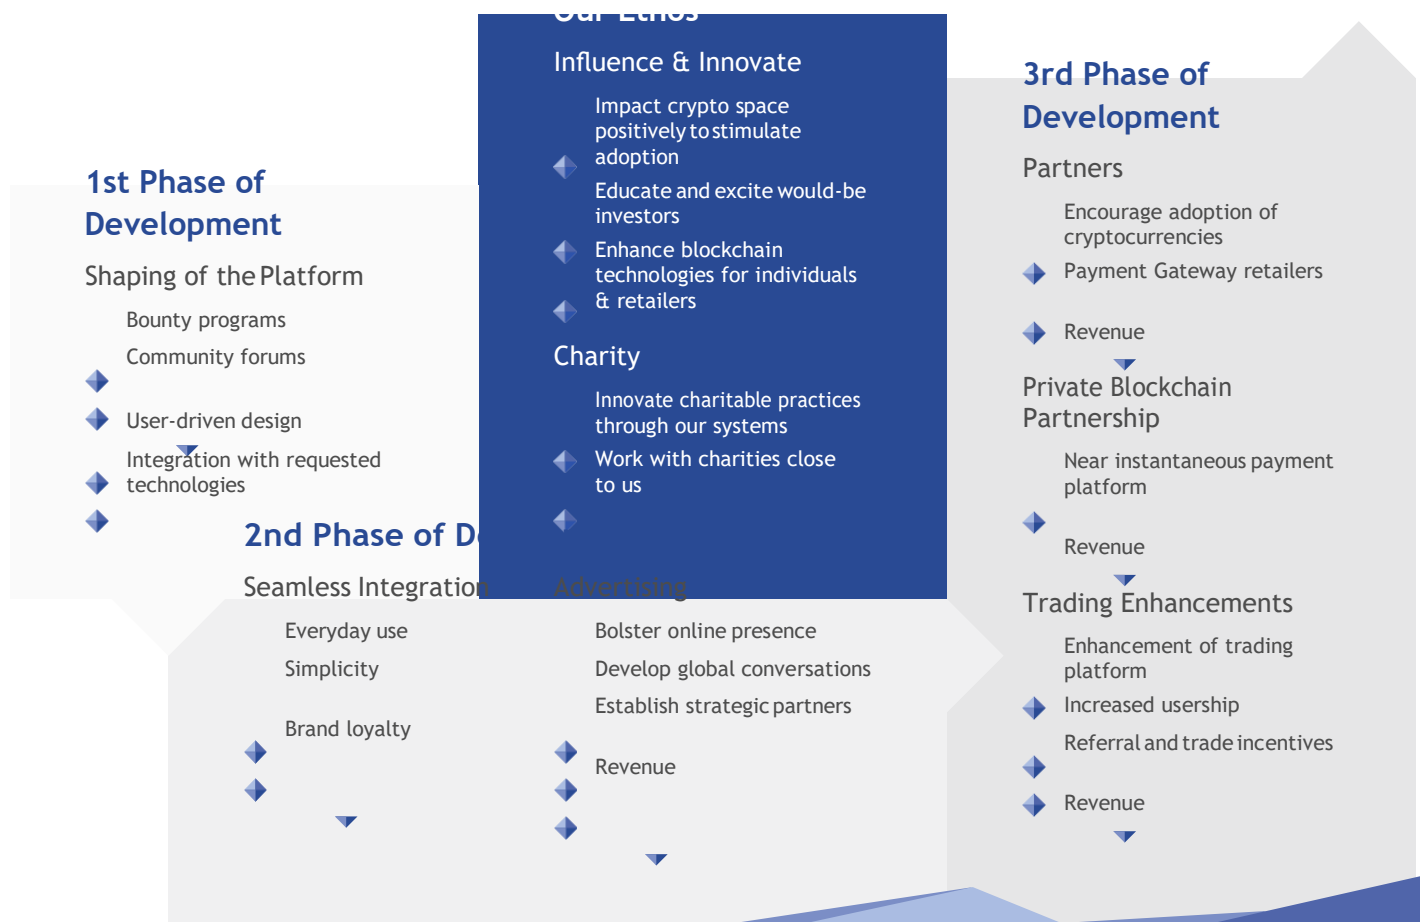 1st Phase of
Development
Shaping of the Platform
Bounty programs
Community forums
User-driven design
Integration with requested
technologies
2nd Phase of D
Seamless Integration
Everyday use
Simplicity
Brand loyalty
Our Ethos
Influence & Innovate
Impact crypto space
positively to stimulate
adoption
Educate and excite would-be
investors
Enhance blockchain
technologies for individuals
& retailers
Charity
Innovate charitable practices
through our systems
Work with charities close
to us
Advertising
Bolster online presence
Develop global conversations
Establish strategic partners
Revenue
3rd Phase of
Development
Partners
Encourage adoption of
cryptocurrencies
Payment Gateway retailers
Revenue
Private Blockchain
Partnership
Near instantaneous payment
platform
Revenue
Trading Enhancements
Enhancement of trading
platform
Increased usership
Referral and trade incentives
Revenue